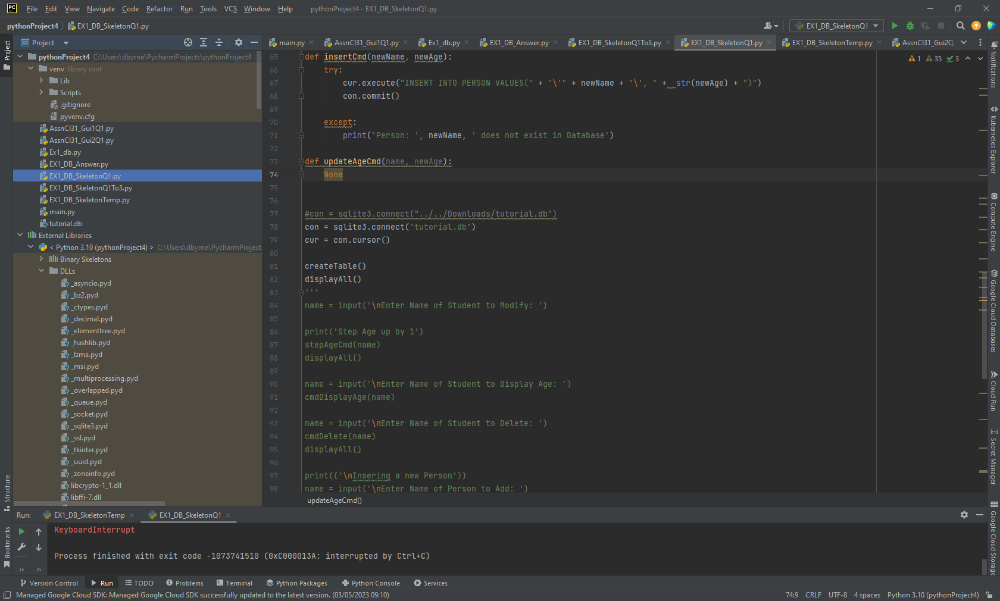 PC File Edit View Navigate Code Refactor Run Tools VCS Window Help pythonProject4 - EX1_DB_SkeletonQ1.py
pythonProject4 EX1_DB_SkeletonQ1.py EX1_DB_SkeletonQ1
Project
Project
main.py AssnCl31_Gui1Q1.py Ex1_db.py EX1_DB_Answer.py EX1_DB_SkeletonQ1To3.py EX1_DB_SkeletonQ1.py EX1_DB_SkeletonTemp.py AssnCl31_Gui2Q
pythonProject4 C:\Users\dbyrne\PycharmProjects\pythonProject4
venv library root
Lib
Scripts
.gitignore
pyvenv.cfg
AssnCl31_Gui1Q1.py
AssnCl31_Gui2Q1.py
Ex1_db.py
EX1_DB_Answer.py
EX1_DB_SkeletonQ1.py
EX1_DB_SkeletonQ1To3.py
EX1_DB_SkeletonTemp.py
main.py
tutorial.db
External Libraries
< Python 3.10 (pythonProject4) > C:\Users\dbyrne\PycharmProject
Binary Skeletons
DLLs
_asyncio.pyd
_bz2.pyd
_ctypes.pyd
_decimal.pyd
_elementtree.pyd
_hashlib.pyd
_lzma.pyd
_msi.pyd
_multiprocessing.pyd
_overlapped.pyd
_queue.pyd
_socket.pyd
_sqlite3.pyd
_ssl.pyd
_tkinter.pyd
_uuid.pyd
_zoneinfo.pyd
libcrypto-1_1.dll
libffi-7.dll
1 35 3
65 def insertCmd(newName, newAge):
66 try:
67 cur.execute("INSERT INTO PERSON VALUES(" + "\'" + newName + "\', " + str(newAge) + ")")
68 con.commit()
69
70 except:
71 print('Person: ', newName, ' does not exist in Database')
72
73 def updateAgeCmd(name, newAge):
74 None
75
76
77 #con = sqlite3.connect("../../Downloads/tutorial.db")
78 con = sqlite3.connect("tutorial.db")
79 cur = con.cursor()
80
81 createTable()
82 displayAll()
83 '''
84 name = input('\nEnter Name of Student to Modify: ')
85
86 print('Step Age up by 1')
87 stepAgeCmd(name)
88 displayAll()
89
90 name = input('\nEnter Name of Student to Display Age: ')
91 cmdDisplayAge(name)
92
93 name = input('\nEnter Name of Student to Delete: ')
94 cmdDelete(name)
95 displayAll()
96
97 print(('\nInsering a new Person'))
98 name = input('\nEnter Name of Person to Add: ')
updateAgeCmd()
Notifications
Kubernetes Explorer
Compute Engine
Google Cloud Databases
Cloud Run
Secret Manager
Google Cloud Storage
Structure
Bookmarks
Run: EX1_DB_SkeletonTemp EX1_DB_SkeletonQ1
KeyboardInterrupt
Process finished with exit code -1073741510 (0xC000013A: interrupted by Ctrl+C)
Version Control Run TODO Problems Terminal Python Packages Python Console Services
Managed Google Cloud SDK: Managed Google Cloud SDK successfully updated to the latest version. (03/05/2023 09:10) 74:9 CRLF UTF-8 4 spaces Python 3.10 (pythonProject4)